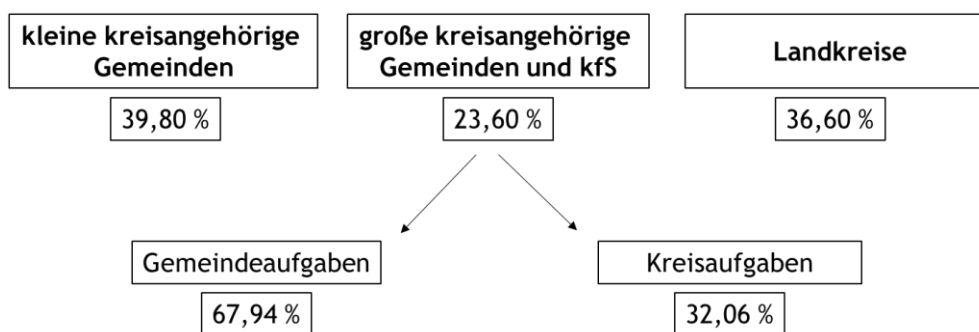 kleine kreisangehörige
Gemeinden
39,80 %
große kreisangehörige
Gemeinden und kfS
23,60 %
Landkreise
36,60 %
Gemeindeaufgaben
67,94 %
Kreisaufgaben
32,06 %